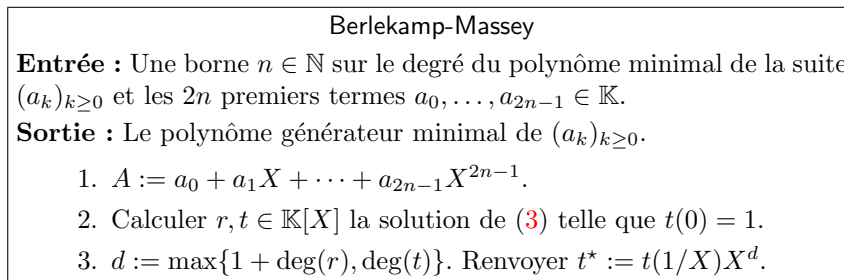 Berlekamp-Massey
Entrée : Une borne n ∈ ℕ sur le degré du polynôme minimal de la suite
(a_k)_{k≥0} et les 2n premiers termes a_0, . . . , a_{2n−1} ∈ 𝕂.
Sortie : Le polynôme générateur minimal de (a_k)_{k≥0}.
1. A := a_0 + a_1X + · · · + a_{2n−1}X^{2n−1}.
2. Calculer r, t ∈ 𝕂[X] la solution de (3) telle que t(0) = 1.
3. d := max{1 + deg(r), deg(t)}. Renvoyer t^⋆ := t(1/X)X^d.